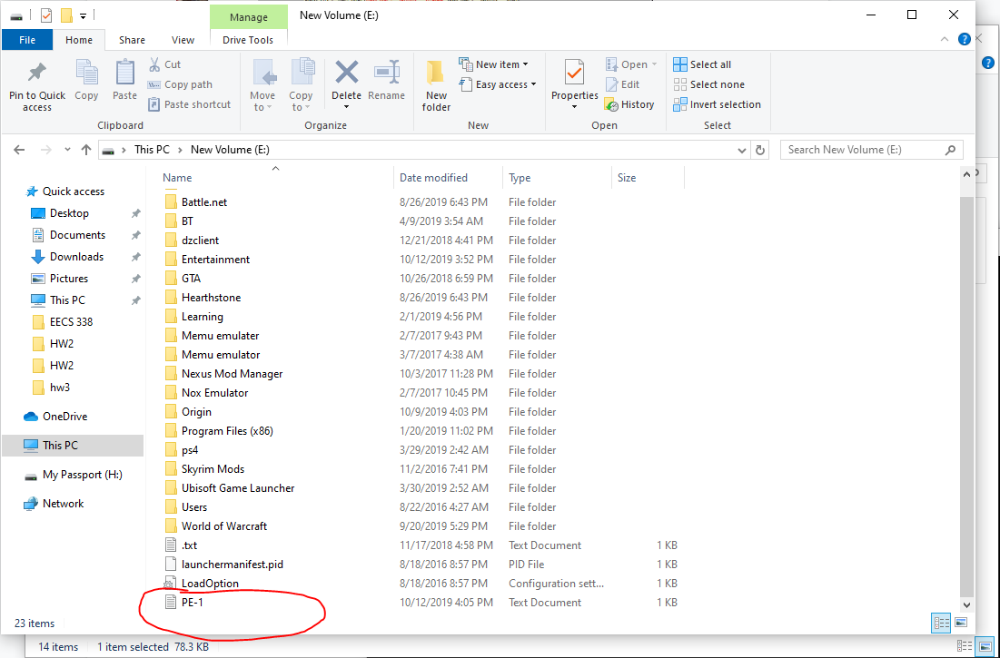 Manage New Volume (E:)
File Home Share View Drive Tools
Pin to Quick access
Copy
Paste
Cut
Copy path
Paste shortcut
Clipboard
Move to
Copy to
Delete
Rename
Organize
New folder
New item
Easy access
New
Properties
Open
Edit
History
Open
Select all
Select none
Invert selection
Select
This PC New Volume (E:) Search New Volume (E:)
Quick access
Desktop
Documents
Downloads
Pictures
This PC
EECS 338
HW2
HW2
hw3
OneDrive
This PC
My Passport (H:)
Network
Name Date modified Type Size
Battle.net 8/26/2019 6:43 PM File folder
BT 4/9/2019 3:54 AM File folder
dzclient 12/21/2018 4:41 PM File folder
Entertainment 10/12/2019 3:52 PM File folder
GTA 10/26/2018 6:59 PM File folder
Hearthstone 8/26/2019 6:43 PM File folder
Learning 2/1/2019 4:56 PM File folder
Memu emulater 2/7/2017 9:43 PM File folder
Memu emulator 3/7/2017 4:38 AM File folder
Nexus Mod Manager 10/3/2017 11:28 PM File folder
Nox Emulator 2/7/2017 10:45 PM File folder
Origin 10/9/2019 4:03 PM File folder
Program Files (x86) 1/20/2019 11:02 PM File folder
ps4 3/29/2019 2:42 AM File folder
Skyrim Mods 11/2/2016 7:41 PM File folder
Ubisoft Game Launcher 3/30/2019 2:52 AM File folder
Users 8/22/2016 4:27 AM File folder
World of Warcraft 9/20/2019 5:29 PM File folder
.txt 11/17/2018 4:58 PM Text Document 1 KB
launchermanifest.pid 8/18/2016 8:57 PM PID File 1 KB
LoadOption 8/18/2016 8:57 PM Configuration sett... 1 KB
PE-1 10/12/2019 4:05 PM Text Document 1 KB
23 items
14 items 1 item selected 78.3 KB